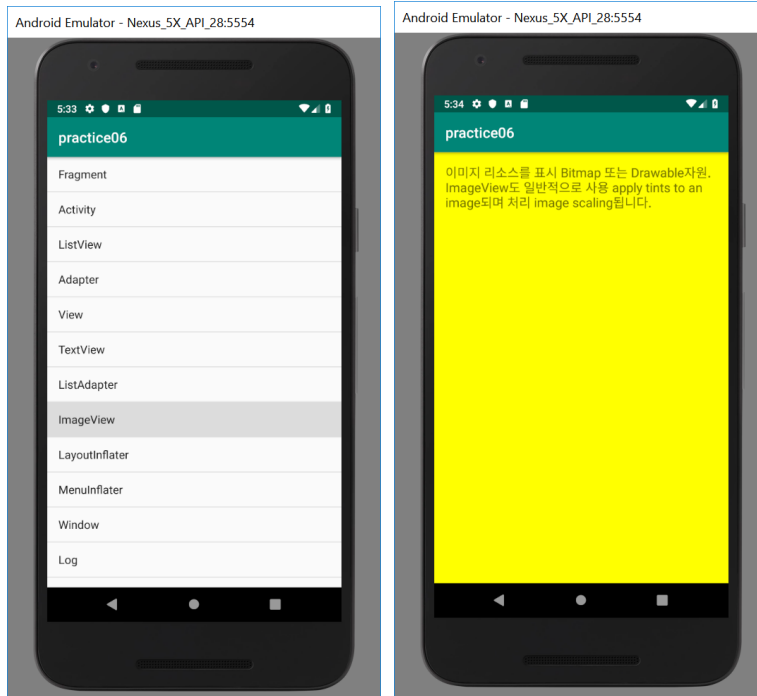 Android Emulator - Nexus_5X_API_28:5554
5:33
practice06
Fragment
Activity
ListView
Adapter
View
TextView
ListAdapter
ImageView
LayoutInflater
MenuInflater
Window
Log
Android Emulator - Nexus_5X_API_28:5554
5:34
practice06
이미지 리소스를 표시 Bitmap 또는 Drawable자원.
ImageView도 일반적으로 사용 apply tints to an
image되며 처리 image scaling됩니다.